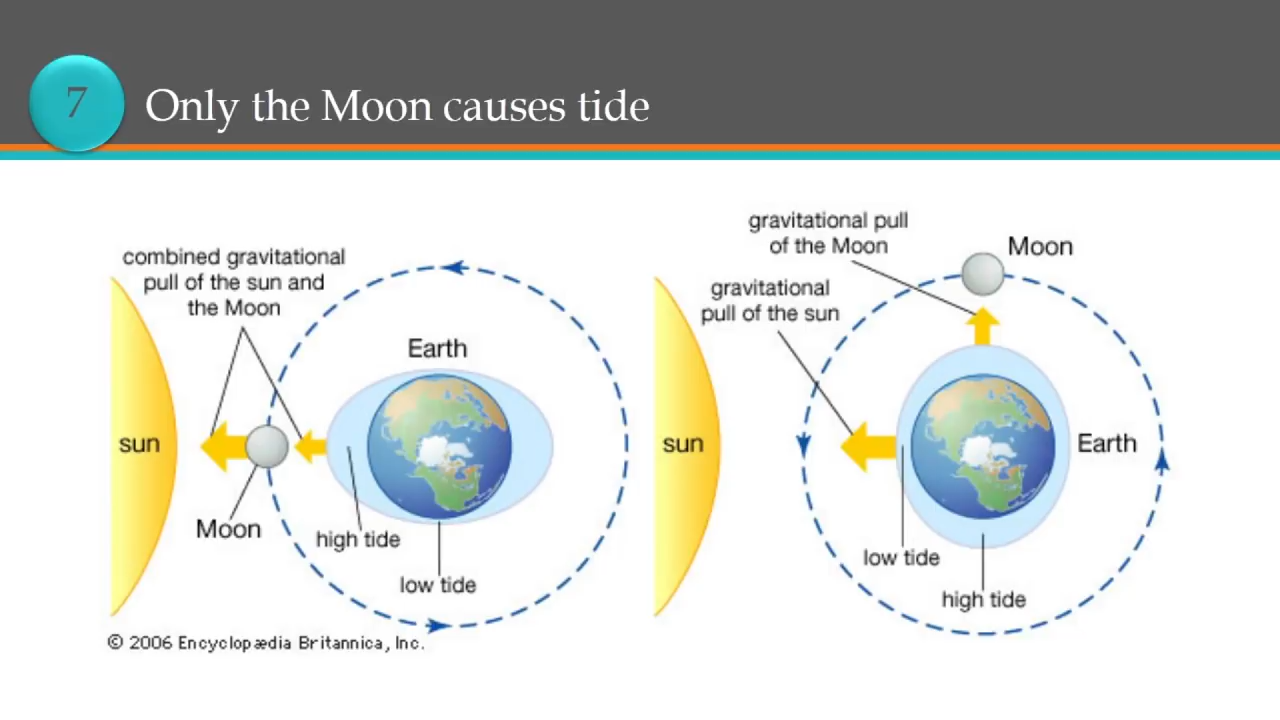 7
Only the Moon causes tide
combined gravitational
pull of the sun and
the Moon
Earth
sun
Moon
high tide
low tide
© 2006 Encyclopædia Britannica, Inc.
gravitational pull
of the Moon
Moon
gravitational
pull of the sun
sun
Earth
low tide
high tide